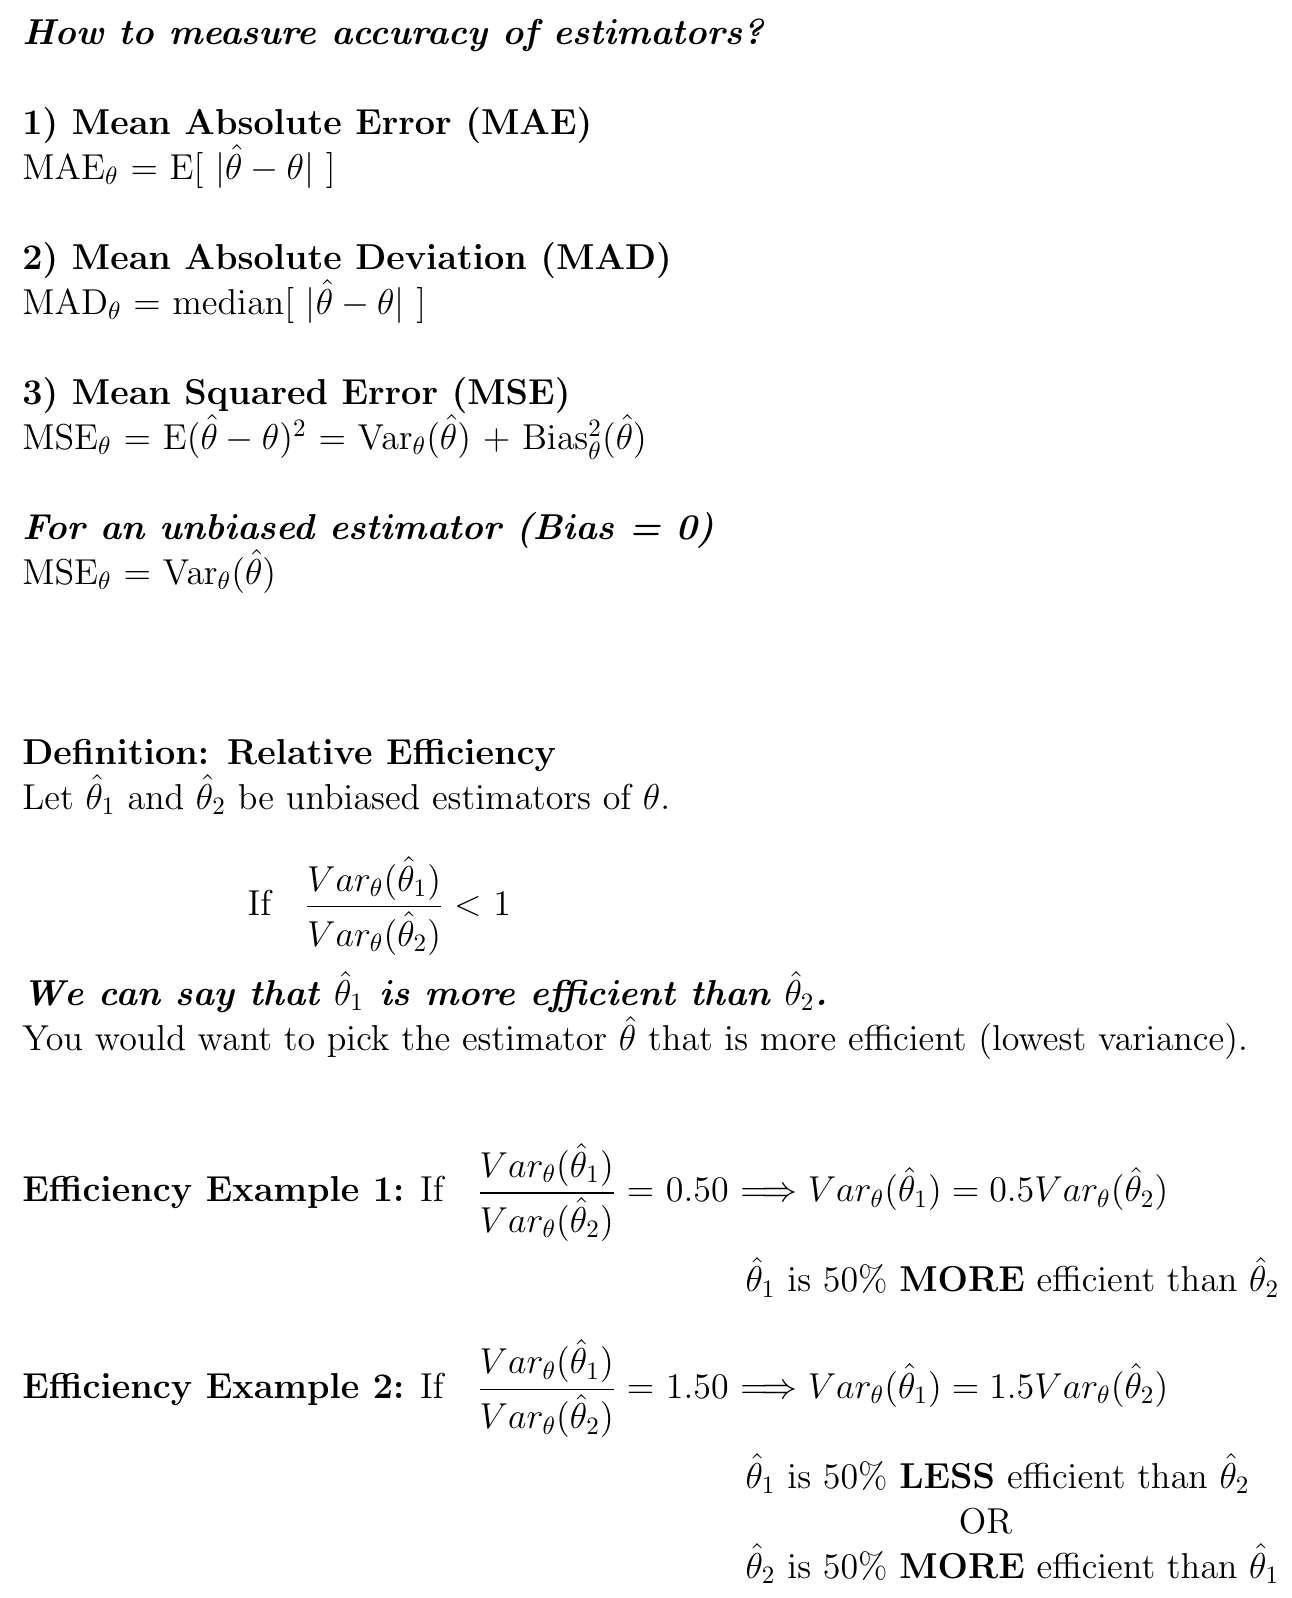 How to measure accuracy of estimators?
1) Mean Absolute Error (MAE)
MAE_θ = E[ |θ̂ − θ| ]
2) Mean Absolute Deviation (MAD)
MAD_θ = median[ |θ̂ − θ| ]
3) Mean Squared Error (MSE)
MSE_θ = E(θ̂ − θ)² = Var_θ(θ̂) + Bias²_θ(θ̂)
For an unbiased estimator (Bias = 0)
MSE_θ = Var_θ(θ̂)
Definition: Relative Efficiency
Let θ̂₁ and θ̂₂ be unbiased estimators of θ.
If Var_θ(θ̂₁) / Var_θ(θ̂₂) < 1
We can say that θ̂₁ is more efficient than θ̂₂.
You would want to pick the estimator θ̂ that is more efficient (lowest variance).
Efficiency Example 1: If Var_θ(θ̂₁) / Var_θ(θ̂₂) = 0.50 ⟹ Var_θ(θ̂₁) = 0.5Var_θ(θ̂₂)
θ̂₁ is 50% MORE efficient than θ̂₂
Efficiency Example 2: If Var_θ(θ̂₁) / Var_θ(θ̂₂) = 1.50 ⟹ Var_θ(θ̂₁) = 1.5Var_θ(θ̂₂)
θ̂₁ is 50% LESS efficient than θ̂₂
OR
θ̂₂ is 50% MORE efficient than θ̂₁